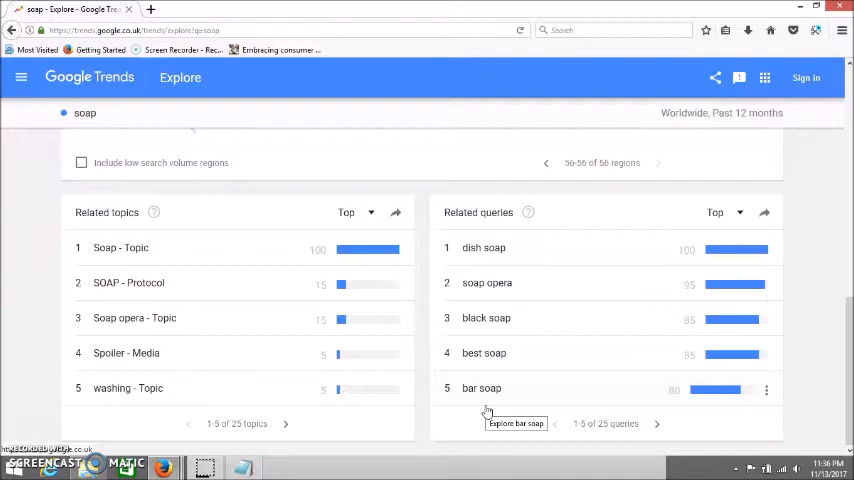 soap - Explore - Google Tren...
https://trends.google.co.uk/trends/explore?q=soap
Search
Most Visited
Getting Started
Screen Recorder - Rec...
Embracing consumer ...
Google Trends
Explore
Sign in
soap
Worldwide, Past 12 months
Include low search volume regions
56-56 of 56 regions
Related topics ?
Top
1 Soap - Topic 100
2 SOAP - Protocol 15
3 Soap opera - Topic 15
4 Spoiler - Media 5
5 washing - Topic 5
1-5 of 25 topics
Related queries ?
Top
1 dish soap 100
2 soap opera 95
3 black soap 85
4 best soap 85
5 bar soap 80
Explore bar soap
1-5 of 25 queries
RECORDED WITH
SCREENCAST MATIC
11:36 PM
11/13/2017